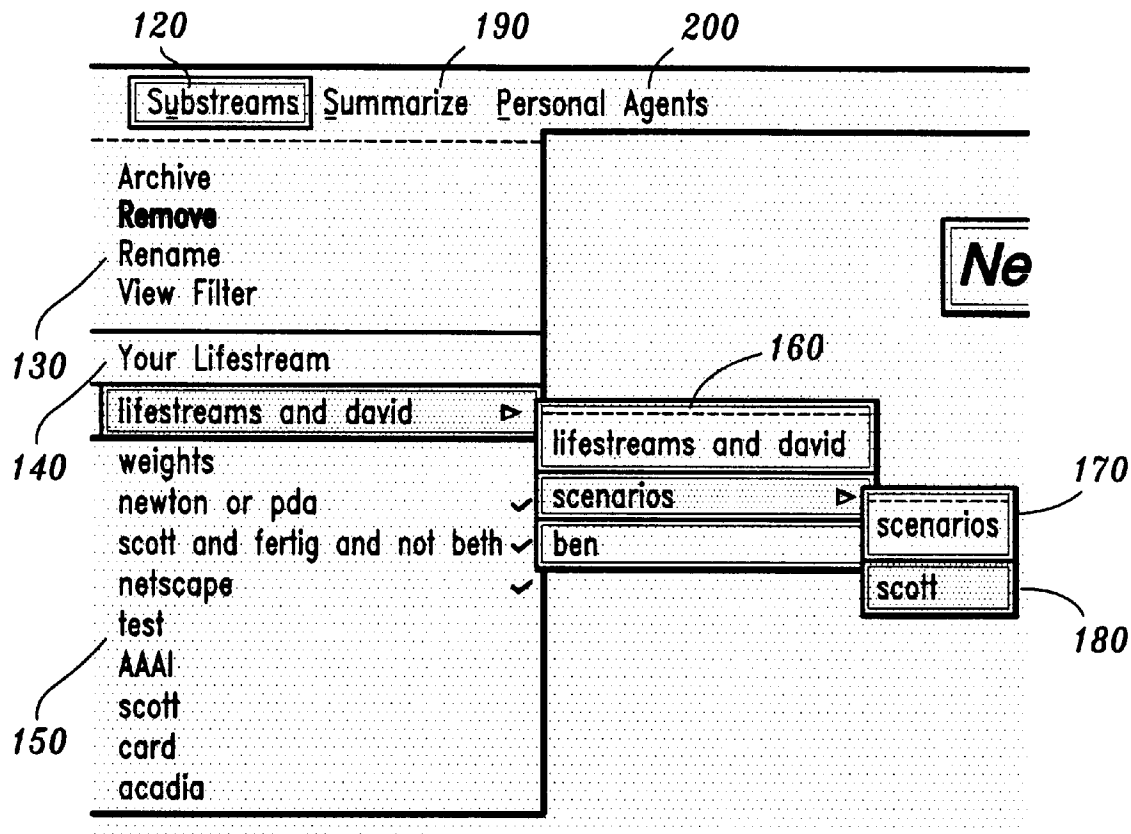 120 190 200
Substreams Summarize Personal Agents
Archive
Remove
Rename
View Filter
Ne
130
Your Lifestream
160
lifestreams and david
140
lifestreams and david
weights
newton or pda
scott and fertig and not beth
netscape
test
AAAI
scott
card
acadia
150
scenarios
ben
170
scenarios
scott
180